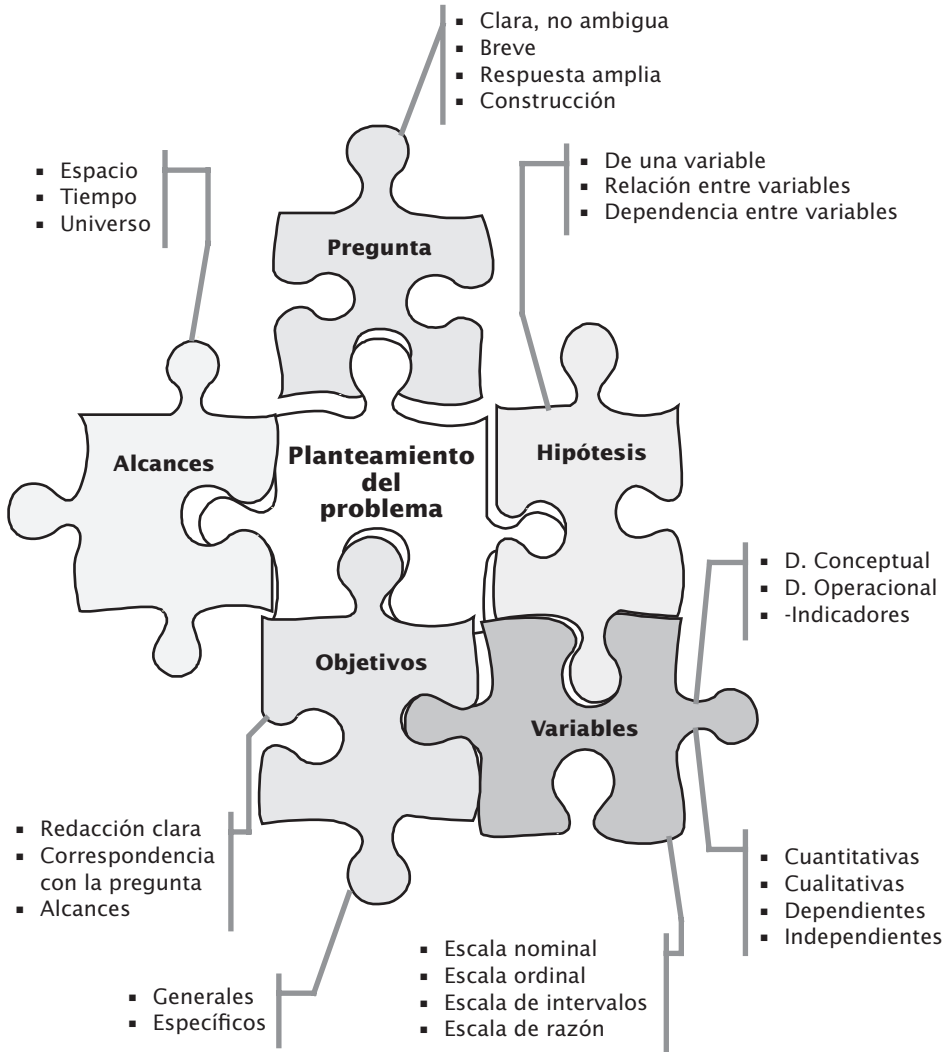 ▪ Clara, no ambigua
▪ Breve
▪ Respuesta amplia
▪ Construcción
▪ Espacio
▪ Tiempo
▪ Universo
▪ De una variable
▪ Relación entre variables
▪ Dependencia entre variables
Pregunta
Alcances
Planteamiento
del
problema
Hipótesis
▪ D. Conceptual
▪ D. Operacional
▪ -Indicadores
Objetivos
Variables
▪ Redacción clara
▪ Correspondencia
con la pregunta
▪ Alcances
▪ Cuantitativas
▪ Cualitativas
▪ Dependientes
▪ Independientes
▪ Generales
▪ Específicos
▪ Escala nominal
▪ Escala ordinal
▪ Escala de intervalos
▪ Escala de razón